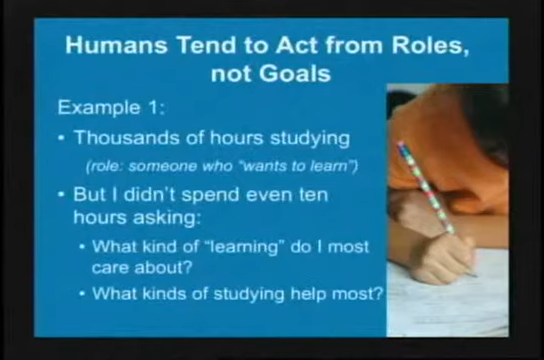 Humans Tend to Act from Roles,
not Goals
Example 1:
• Thousands of hours studying
(role: someone who "wants to learn")
• But I didn't spend even ten
hours asking:
• What kind of "learning" do I most
care about?
• What kinds of studying help most?